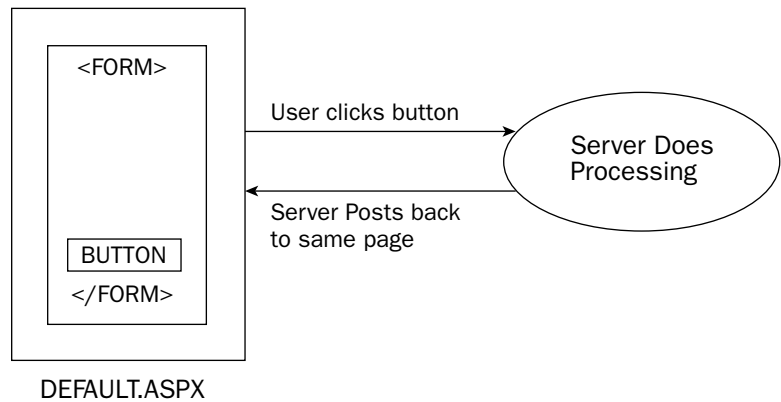 <FORM>
User clicks button
Server Does
Processing
Server Posts back
to same page
BUTTON
</FORM>
DEFAULT.ASPX